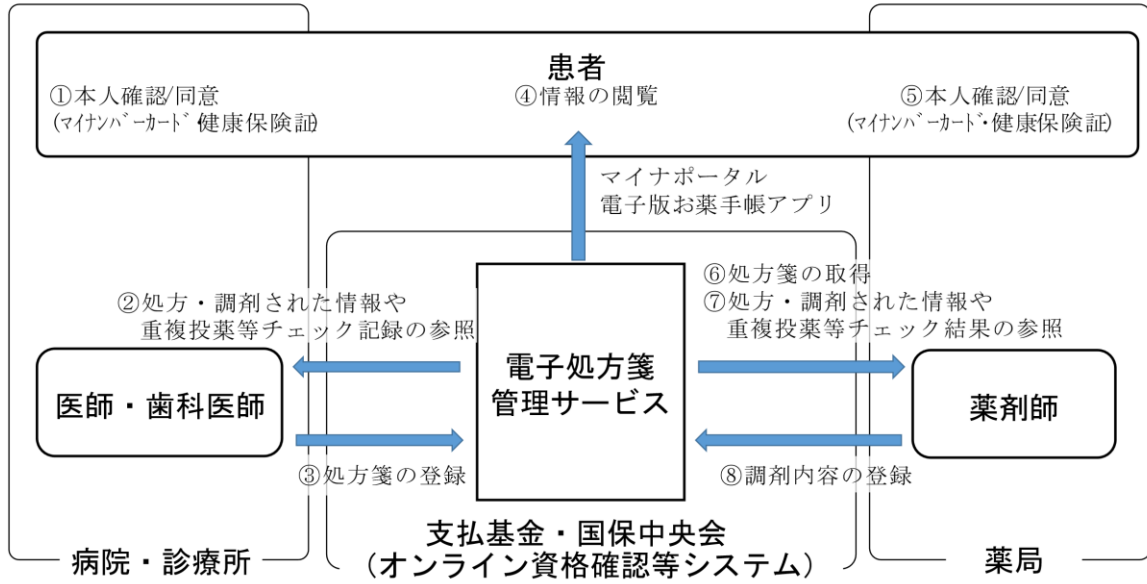 患者
①本人確認/同意
(マイナンバーカード・健康保険証)
④情報の閲覧
⑤本人確認/同意
(マイナンバーカード・健康保険証)
マイナポータル
電子版お薬手帳アプリ
②処方・調剤された情報や
重複投薬等チェック記録の参照
⑥処方箋の取得
⑦処方・調剤された情報や
重複投薬等チェック結果の参照
医師・歯科医師
電子処方箋
管理サービス
薬剤師
③処方箋の登録
⑧調剤内容の登録
病院・診療所
支払基金・国保中央会
(オンライン資格確認等システム)
薬局